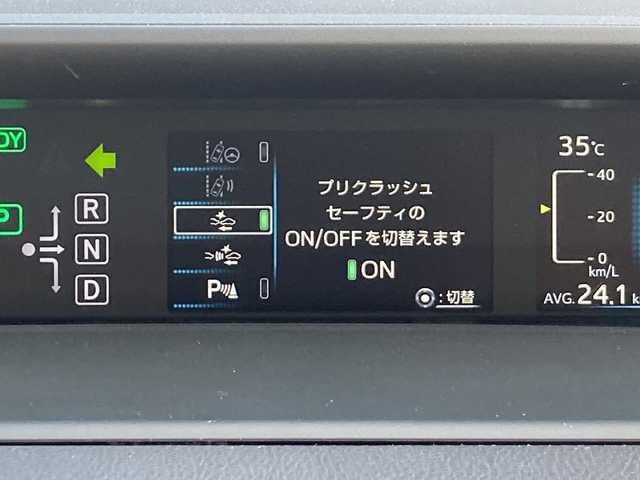 DY
P
R
N
D
プリクラッシュ
セーフティの
ON/OFFを切替えます
ON
:切替
P
35℃
40
20
0
km/L
AVG.24.1